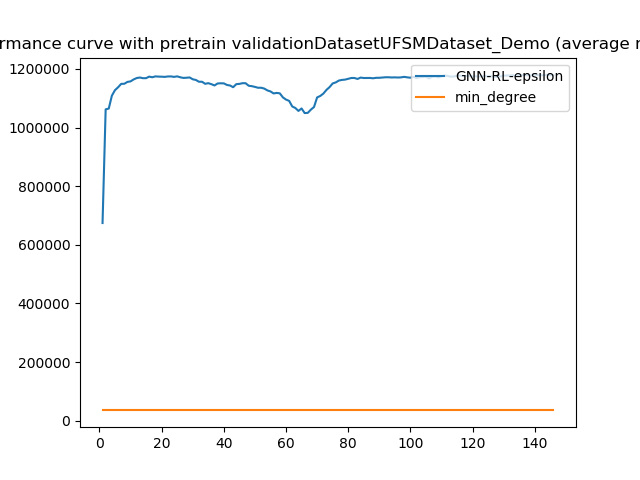 rmance curve with pretrain validationDatasetUFSMDataset_Demo (average
1200000
1000000
800000
600000
400000
200000
0
GNN-RL-epsilon
min_degree
0 20 40 60 80 100 120 140